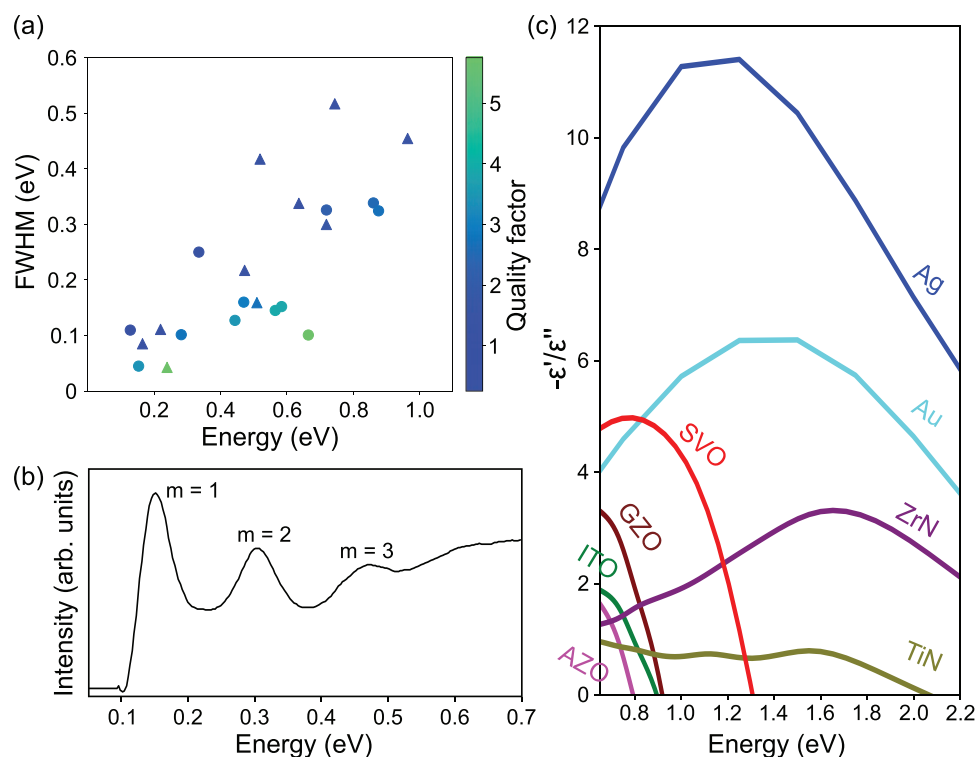 (a)
0.6
0.5
0.4
0.3
0.2
0.1
0
FWHM (eV)
0.2 0.4 0.6 0.8 1.0
Energy (eV)
5
4
3
2
1
Quality factor
(b)
Intensity (arb. units)
m = 1
m = 2
m = 3
0.1 0.2 0.3 0.4 0.5 0.6 0.7
Energy (eV)
(c)
12
10
8
6
4
2
0
-ε'/ε"
Ag
Au
SVO
GZO
ZrN
ITO
AZO
TiN
0.8 1.0 1.2 1.4 1.6 1.8 2.0 2.2
Energy (eV)